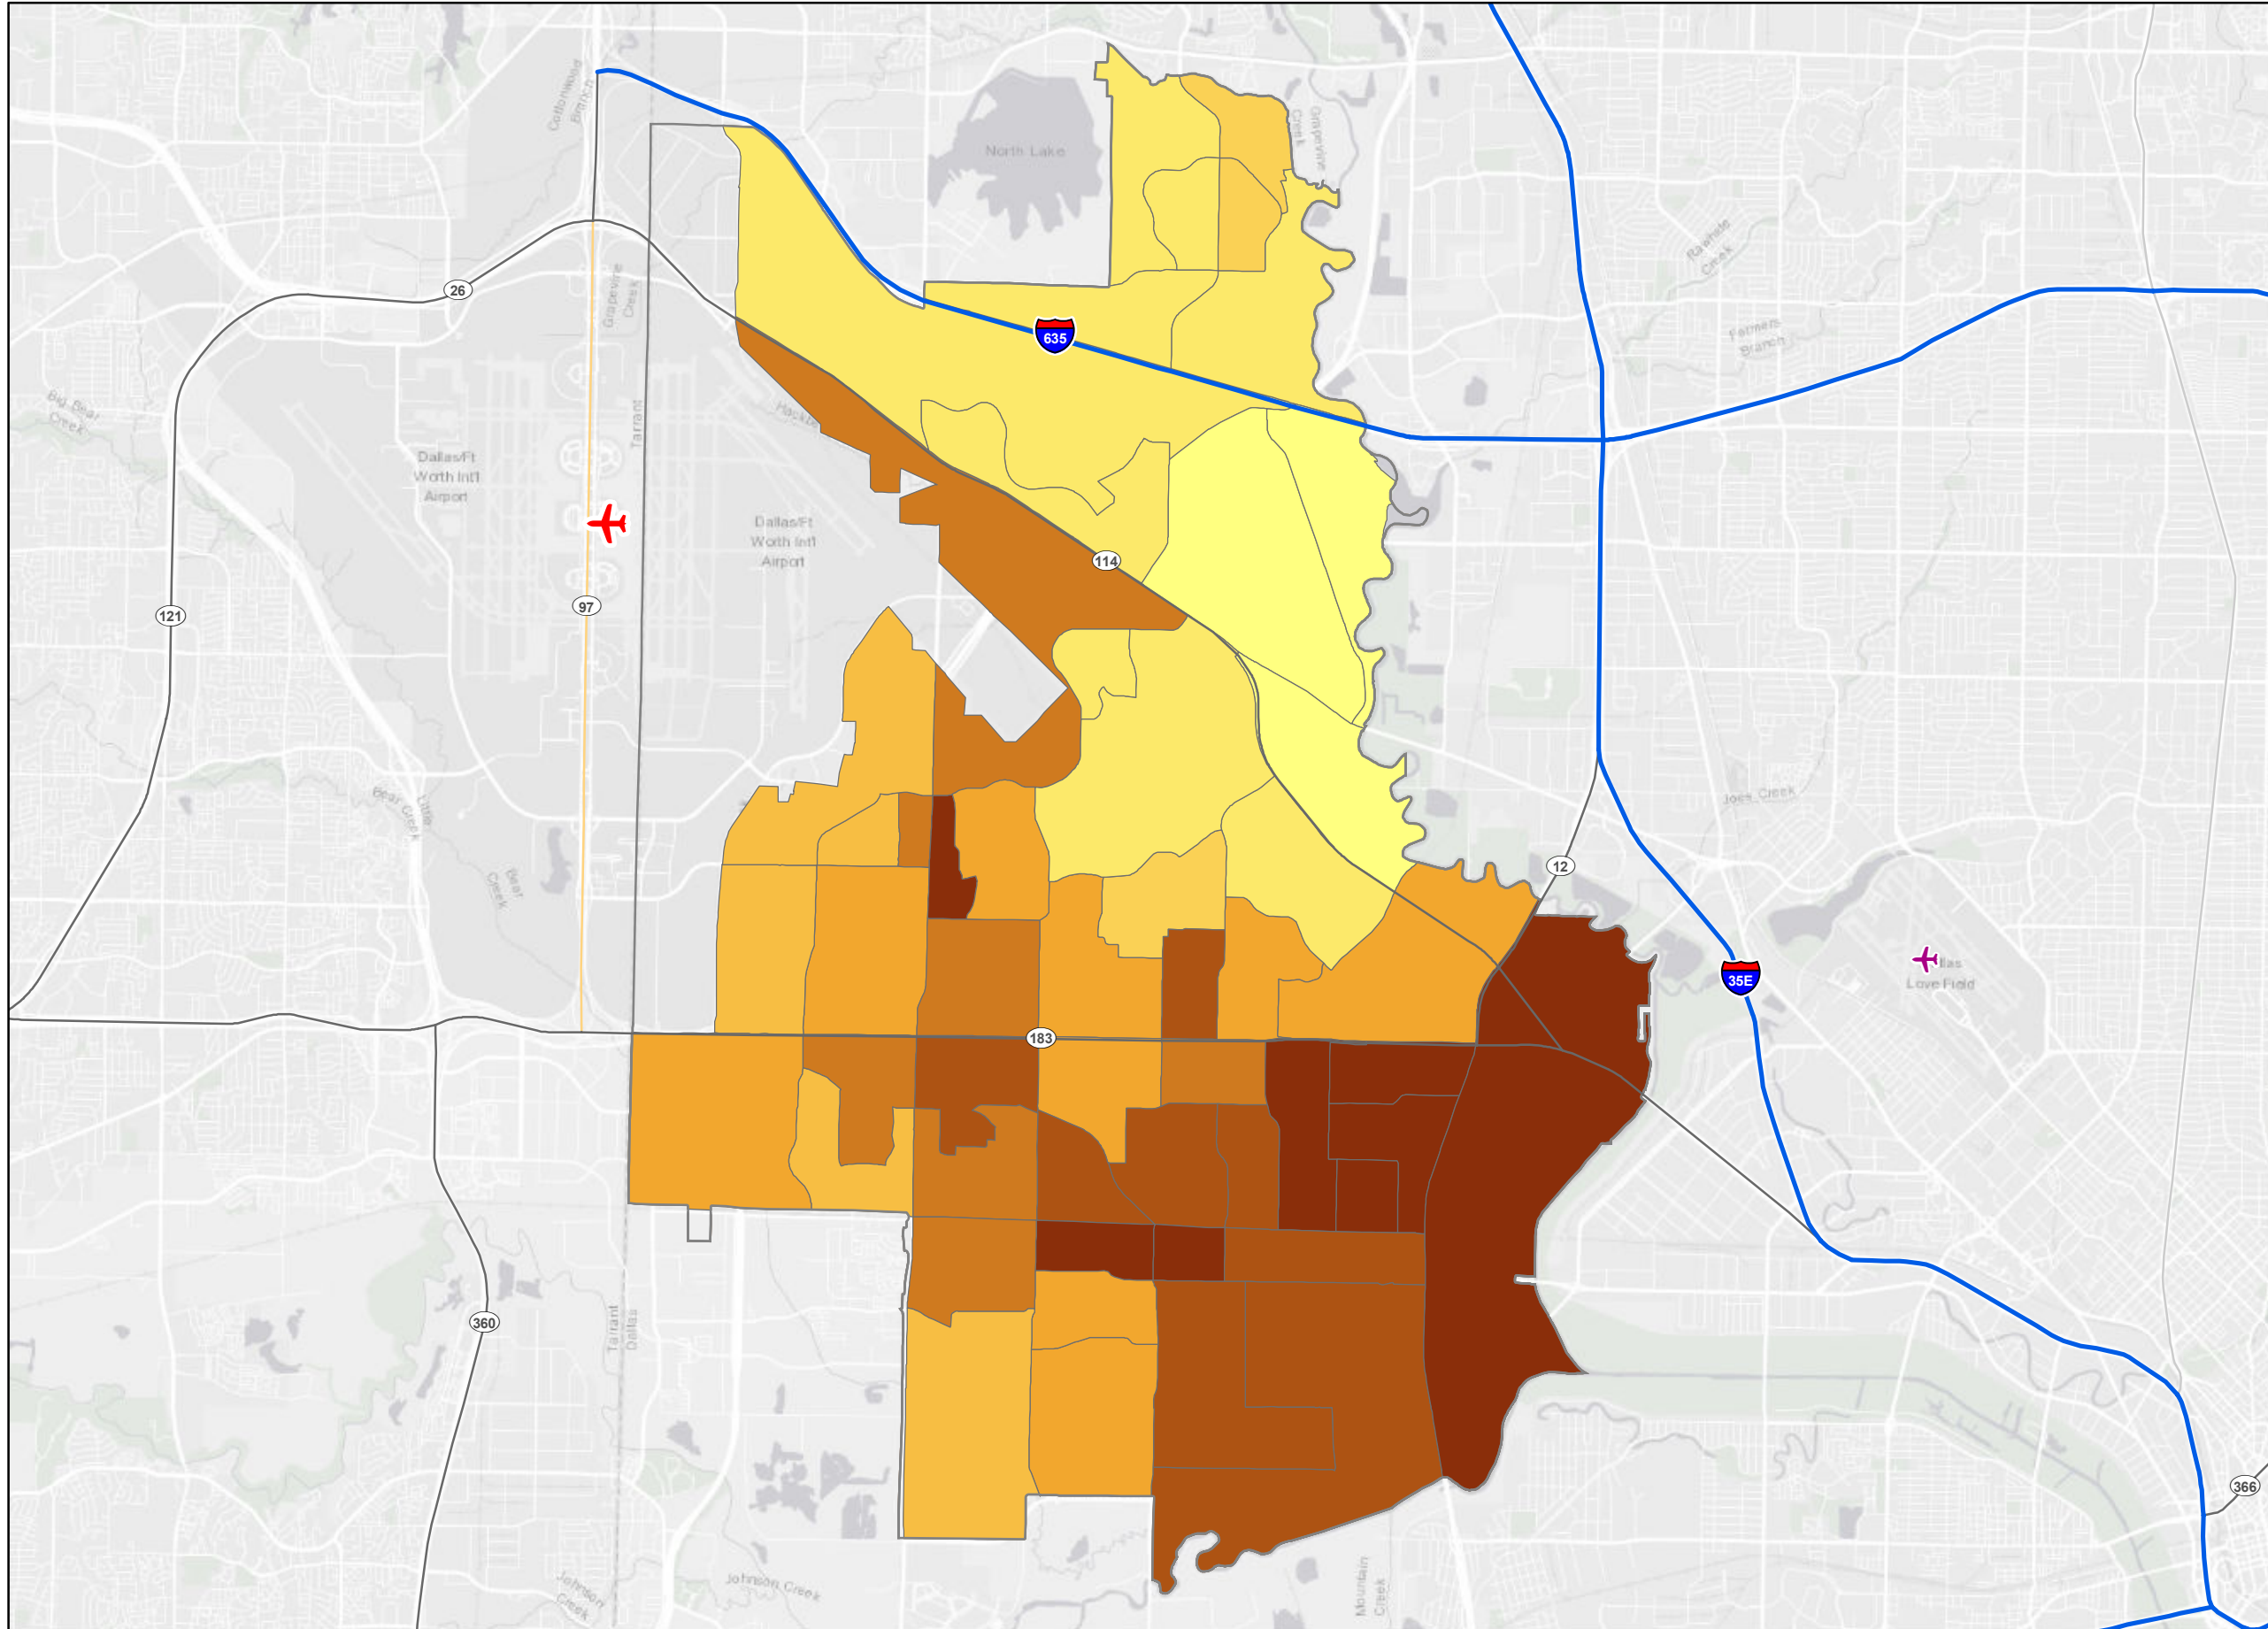 Cottonwood
Branch
North Lake
Grapevine
Creek
26
Grapevine
Creek
635
Rawhide
Creek
Farmers
Branch
Big Bear
Creek
Tarrant
Dallas/Ft
Worth Int'l
Airport
Dallas/Ft
Worth Int'l
Airport
114
97
121
Little
Bear Creek
Joes Creek
Bear
Creek
12
35E
Love Field
183
Tarrant
Dallas
360
366
Johnson
Creek
Johnson Creek
Mountain
Creek